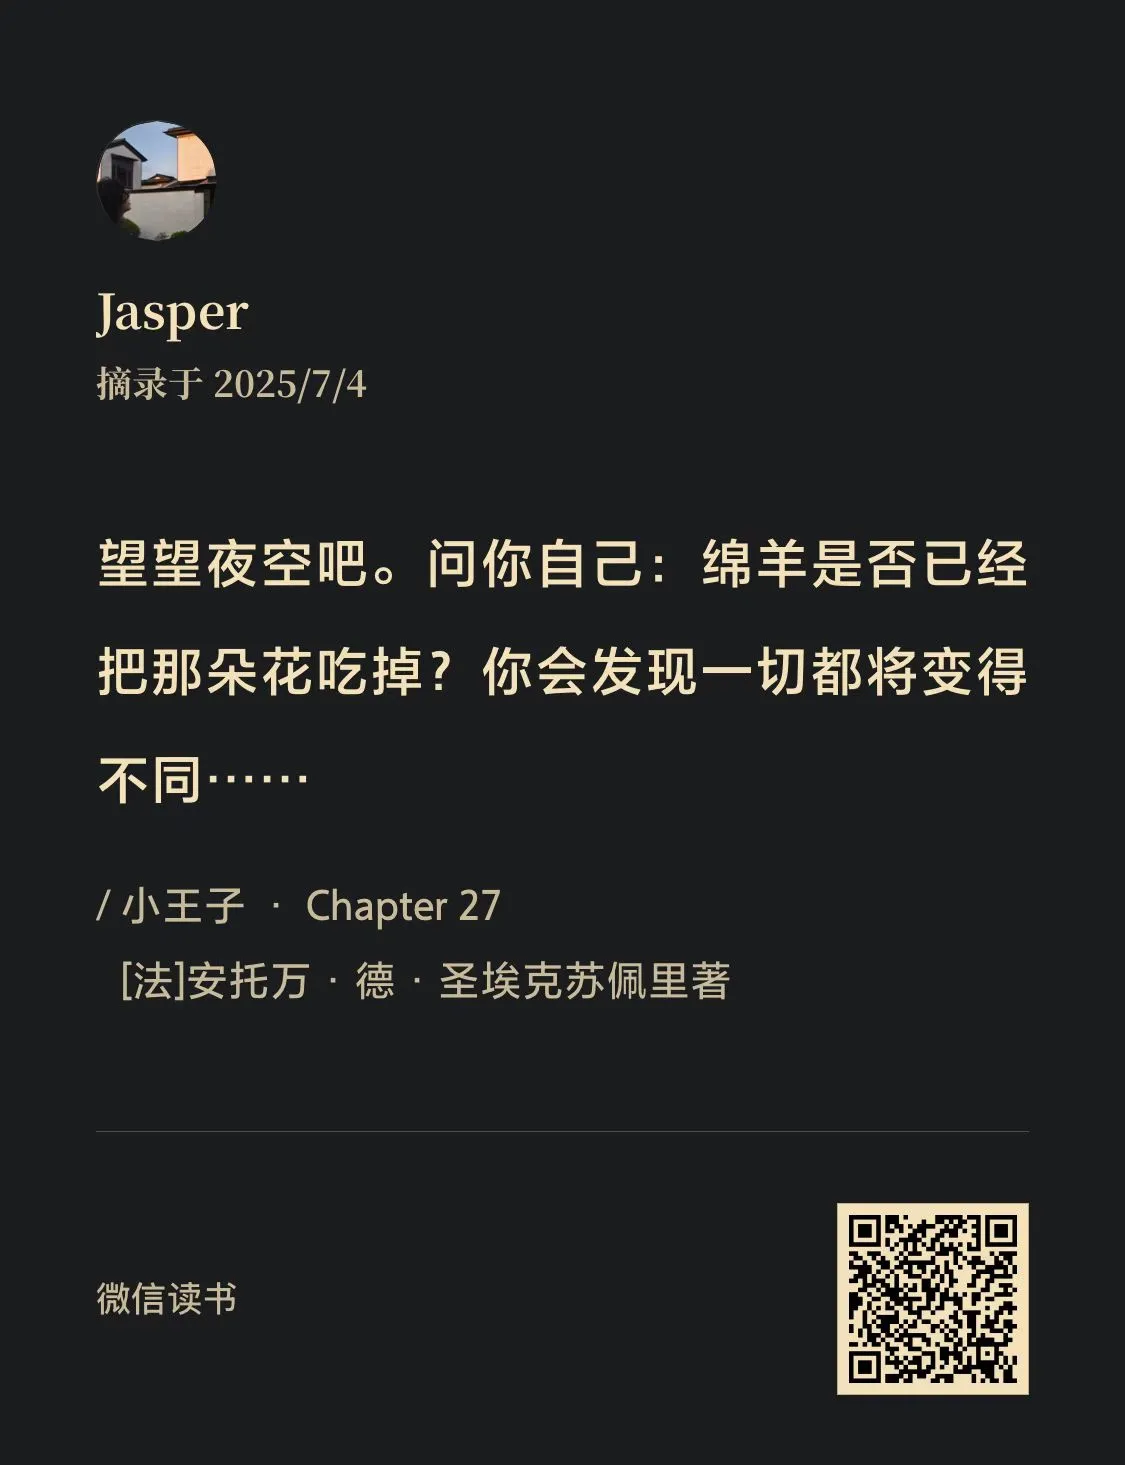 Jasper
摘录于 2025/7/4
望望夜空吧。问你自己：绵羊是否已经
把那朵花吃掉？你会发现一切都将变得
不同……
/ 小王子 · Chapter 27
[法]安托万 · 德 · 圣埃克苏佩里著
微信读书